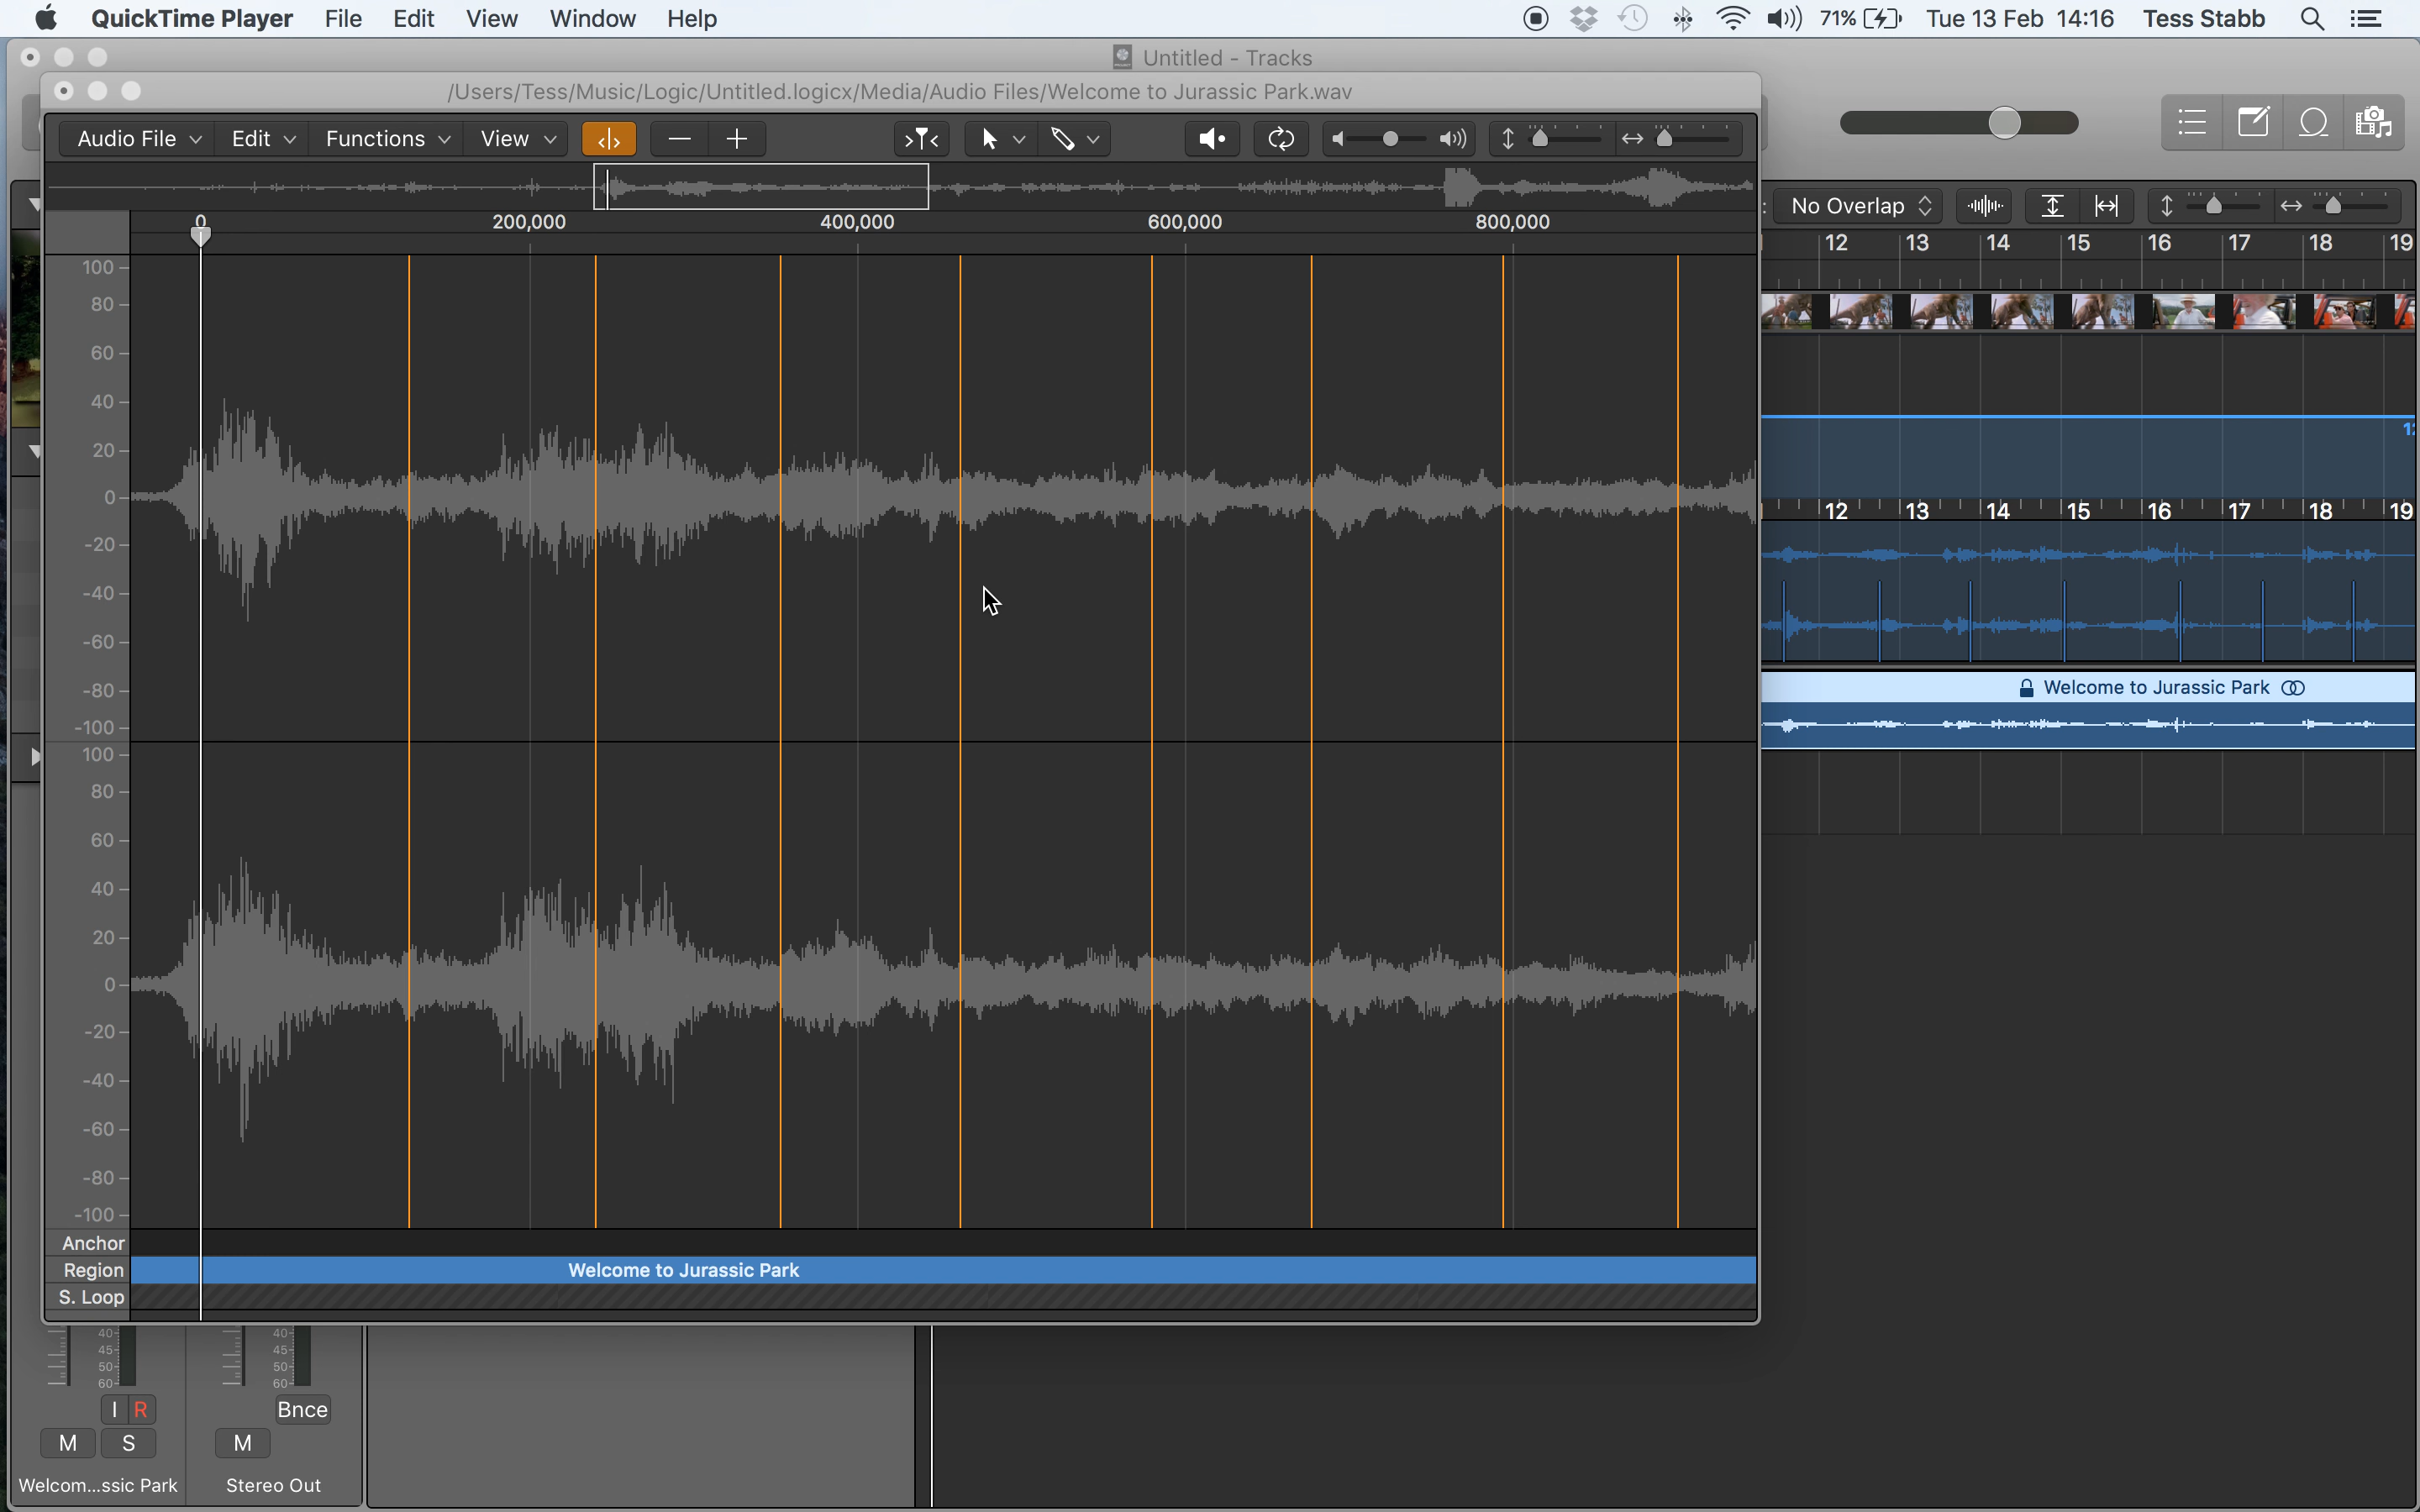 QuickTime Player File Edit View Window Help 71% Tue 13 Feb 14:16 Tess Stabb
Untitled - Tracks
/Users/Tess/Music/Logic/Untitled.logicx/Media/Audio Files/Welcome to Jurassic Park.wav
Audio File Edit Functions View
No Overlap
0 200,000 400,000 600,000 800,000
12 13 14 15 16 17 18 19
100
80
60
40
20
0
-20
-40
-60
-80
-100
12 13 14 15 16 17 18 19
Welcome to Jurassic Park
100
80
60
40
20
0
-20
-40
-60
-80
-100
Anchor
Region Welcome to Jurassic Park
S. Loop
40 40
45 45
50 50
60 60
I R Bnce
M S M
Welcom...ssic Park Stereo Out